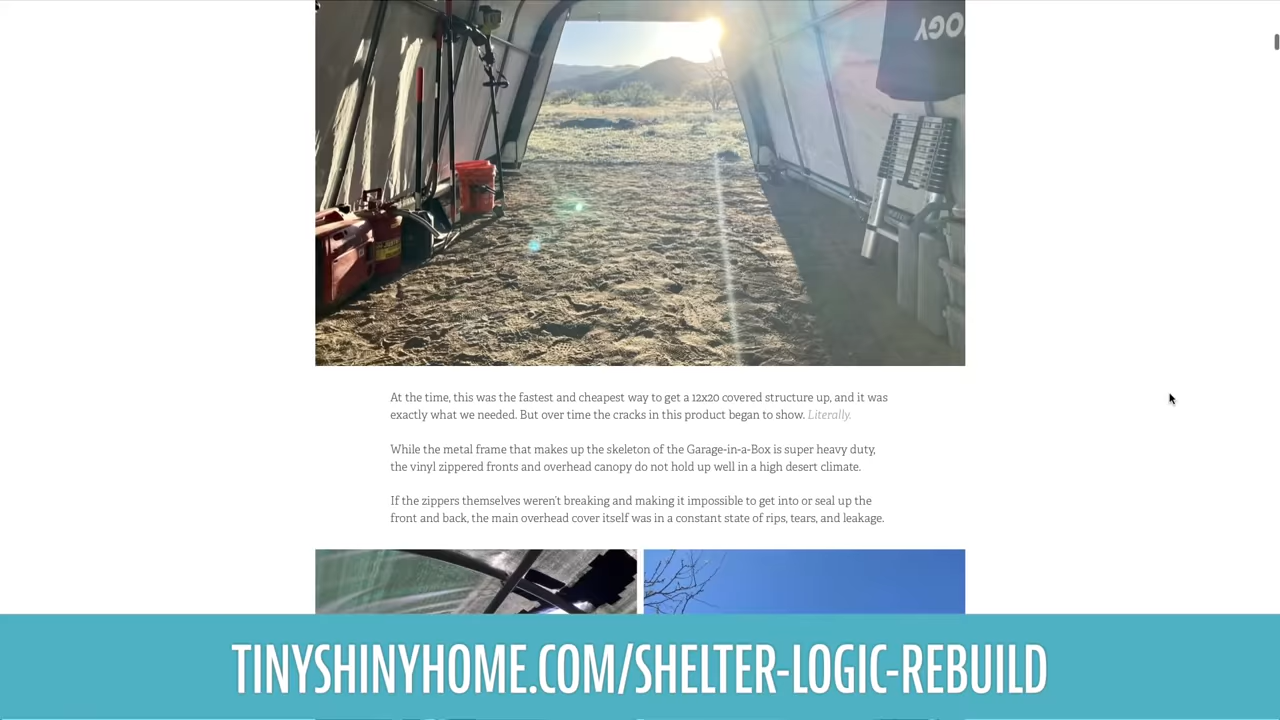 OGY
At the time, this was the fastest and cheapest way to get a 12x20 covered structure up, and it was
exactly what we needed. But over time the cracks in this product began to show. Literally.
While the metal frame that makes up the skeleton of the Garage-in-a-Box is super heavy duty,
the vinyl zippered fronts and overhead canopy do not hold up well in a high desert climate.
If the zippers themselves weren't breaking and making it impossible to get into or seal up the
front and back, the main overhead cover itself was in a constant state of rips, tears, and leakage.
TINYSHINYHOME.COM/SHELTER-LOGIC-REBUILD